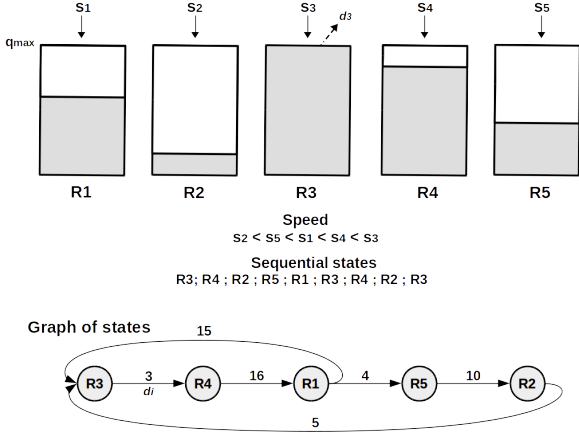 S1 S2 S3 S4 S5
d3
qmax
R1 R2 R3 R4 R5
Speed
s2 < s5 < s1 < s4 < s3
Sequential states
R3; R4 ; R2 ; R5 ; R1 ; R3 ; R4 ; R2 ; R3
Graph of states
15
R3 3 R4 16 R1 4 R5 10 R2
di
5